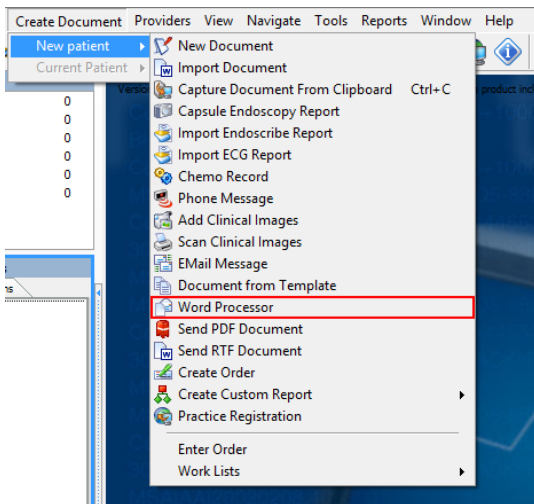 Create Document Providers View Navigate Tools Reports Window Help
New patient
Current Patient
New Document
Import Document
Capture Document From Clipboard Ctrl+C
Capsule Endoscopy Report
Import Endoscribe Report
Import ECG Report
Chemo Record
Phone Message
Add Clinical Images
Scan Clinical Images
EMail Message
Document from Template
Word Processor
Send PDF Document
Send RTF Document
Create Order
Create Custom Report
Practice Registration
Enter Order
Work Lists
0
0
0
0
0
0
product incl